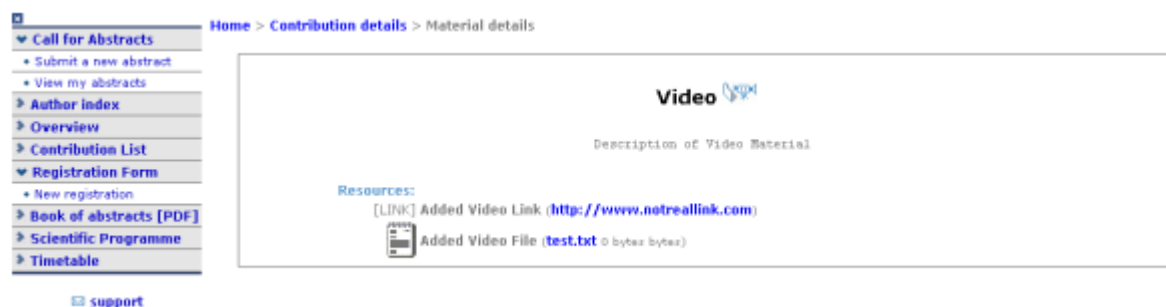 Home > Contribution details > Material details
Call for Abstracts
• Submit a new abstract
• View my abstracts
Author index
Overview
Contribution List
Registration Form
• New registration
Book of abstracts [PDF]
Scientific Programme
Timetable
support
Video
Description of Video Material
Resources:
[LINK] Added Video Link (http://www.notreallink.com)
Added Video File (test.txt 0 bytes bytes)